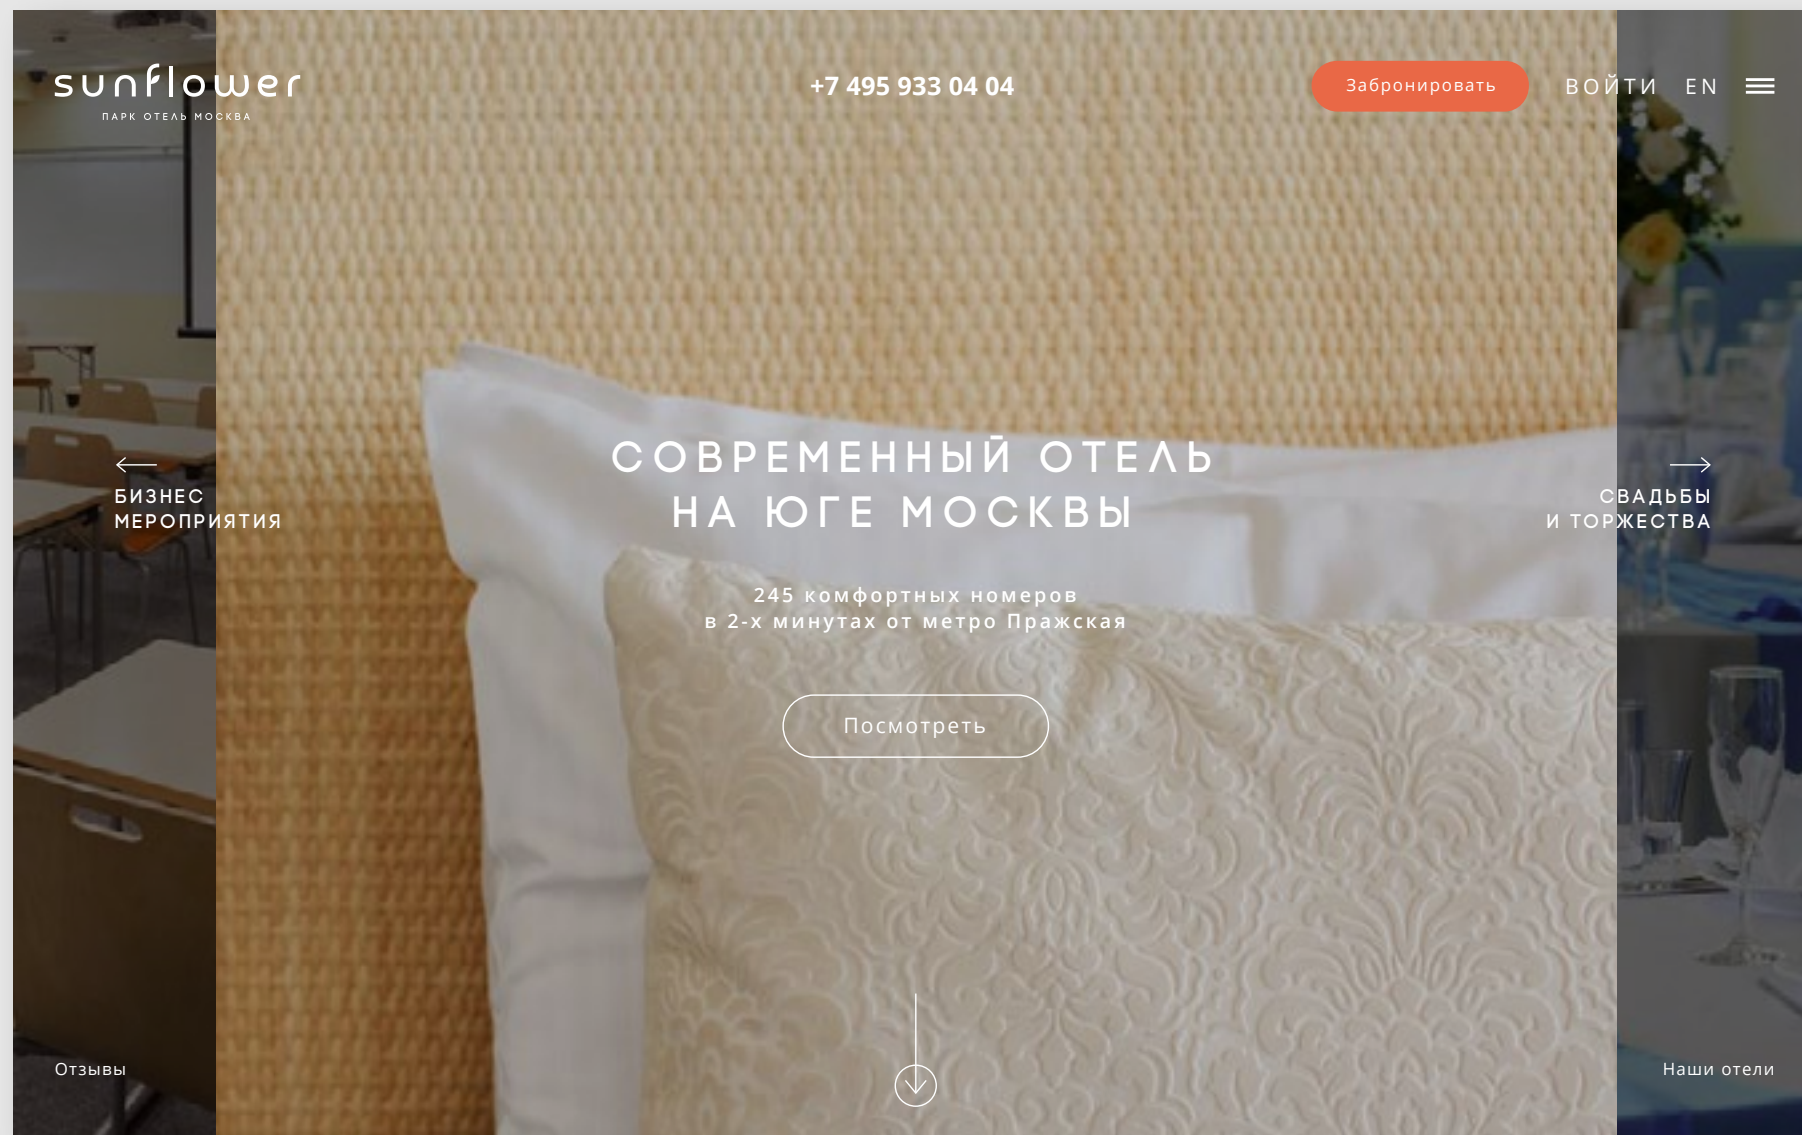 sunflower
ПАРК ОТЕЛЬ МОСКВА
+7 495 933 04 04
Забронировать
ВОЙТИ
EN
СОВРЕМЕННЫЙ ОТЕЛЬ
НА ЮГЕ МОСКВЫ
БИЗНЕС
МЕРОПРИЯТИЯ
СВАДЬБЫ
И ТОРЖЕСТВА
245 комфортных номеров
в 2-х минутах от метро Пражская
Посмотреть
Отзывы
Наши отели